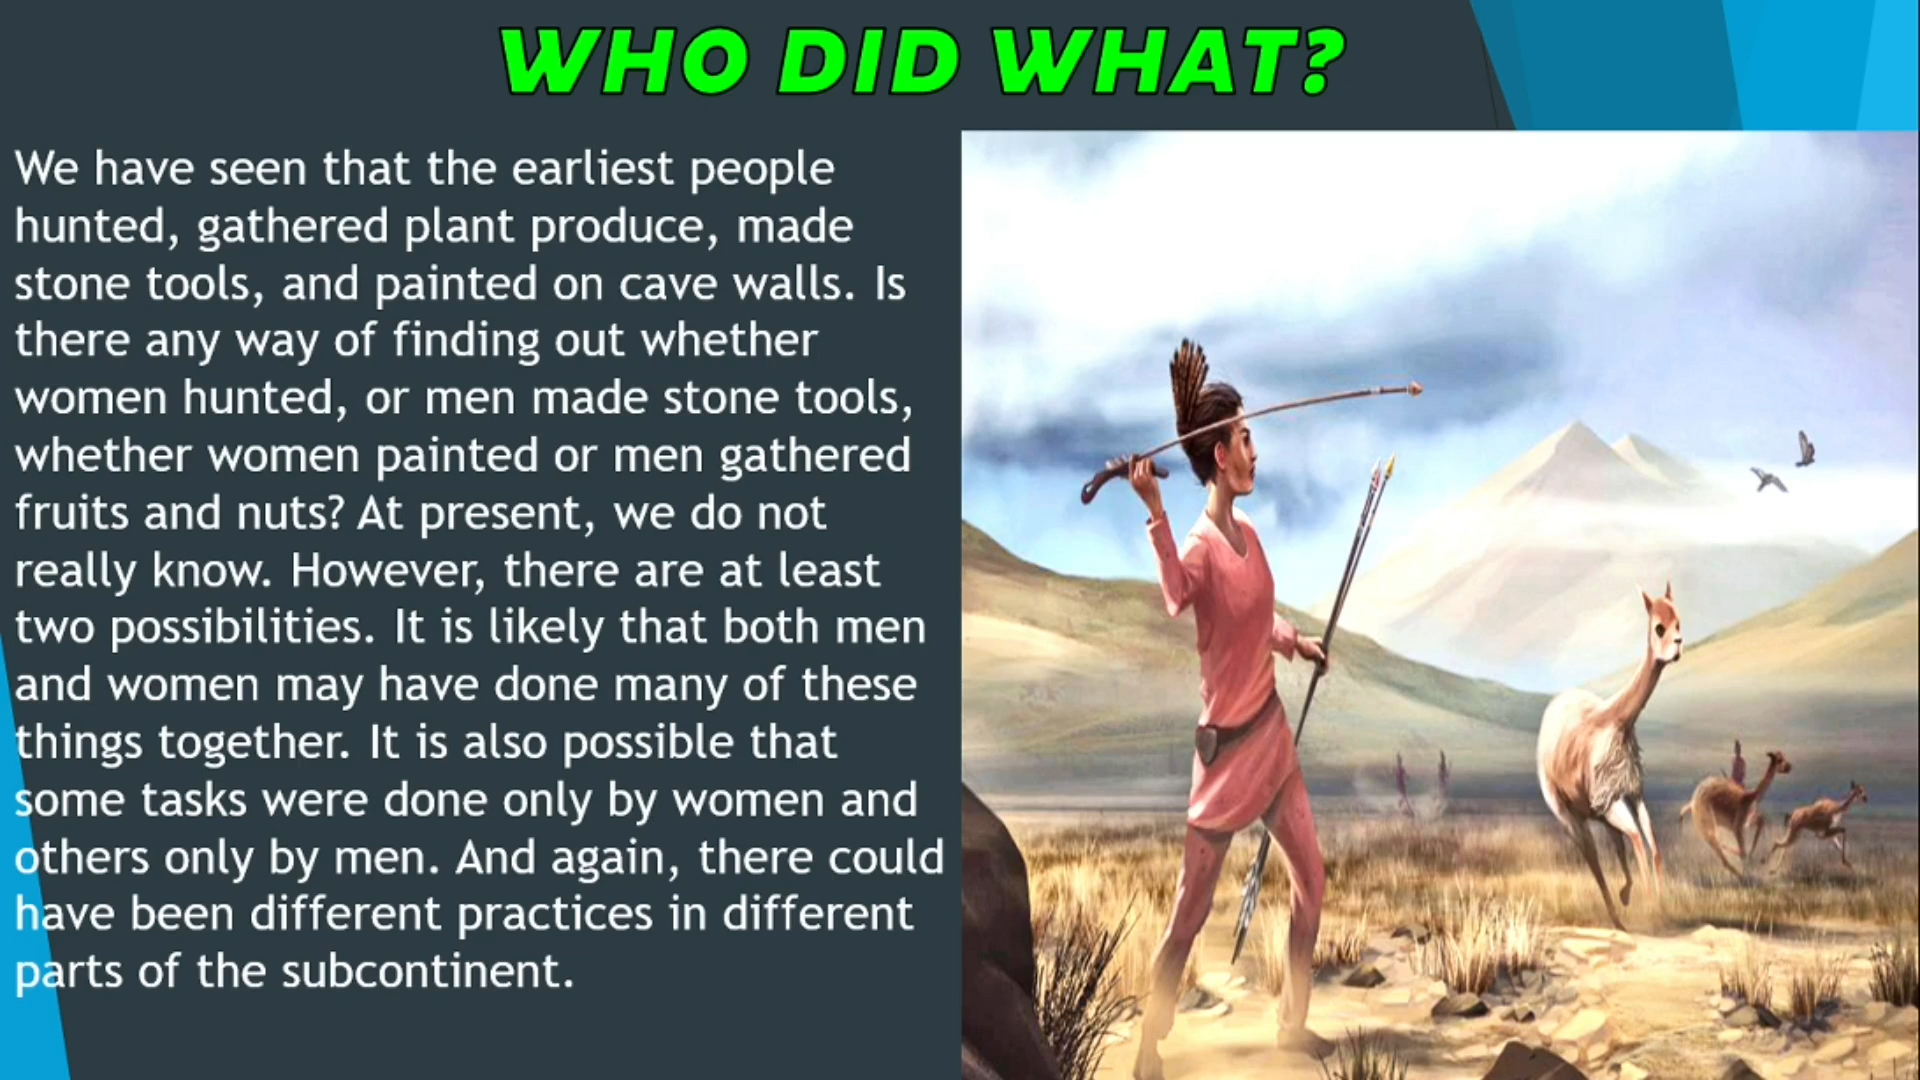 WHO DID WHAT?
We have seen that the earliest people
hunted, gathered plant produce, made
stone tools, and painted on cave walls. Is
there any way of finding out whether
women hunted, or men made stone tools,
whether women painted or men gathered
fruits and nuts? At present, we do not
really know. However, there are at least
two possibilities. It is likely that both men
and women may have done many of these
things together. It is also possible that
some tasks were done only by women and
others only by men. And again, there could
have been different practices in different
parts of the subcontinent.